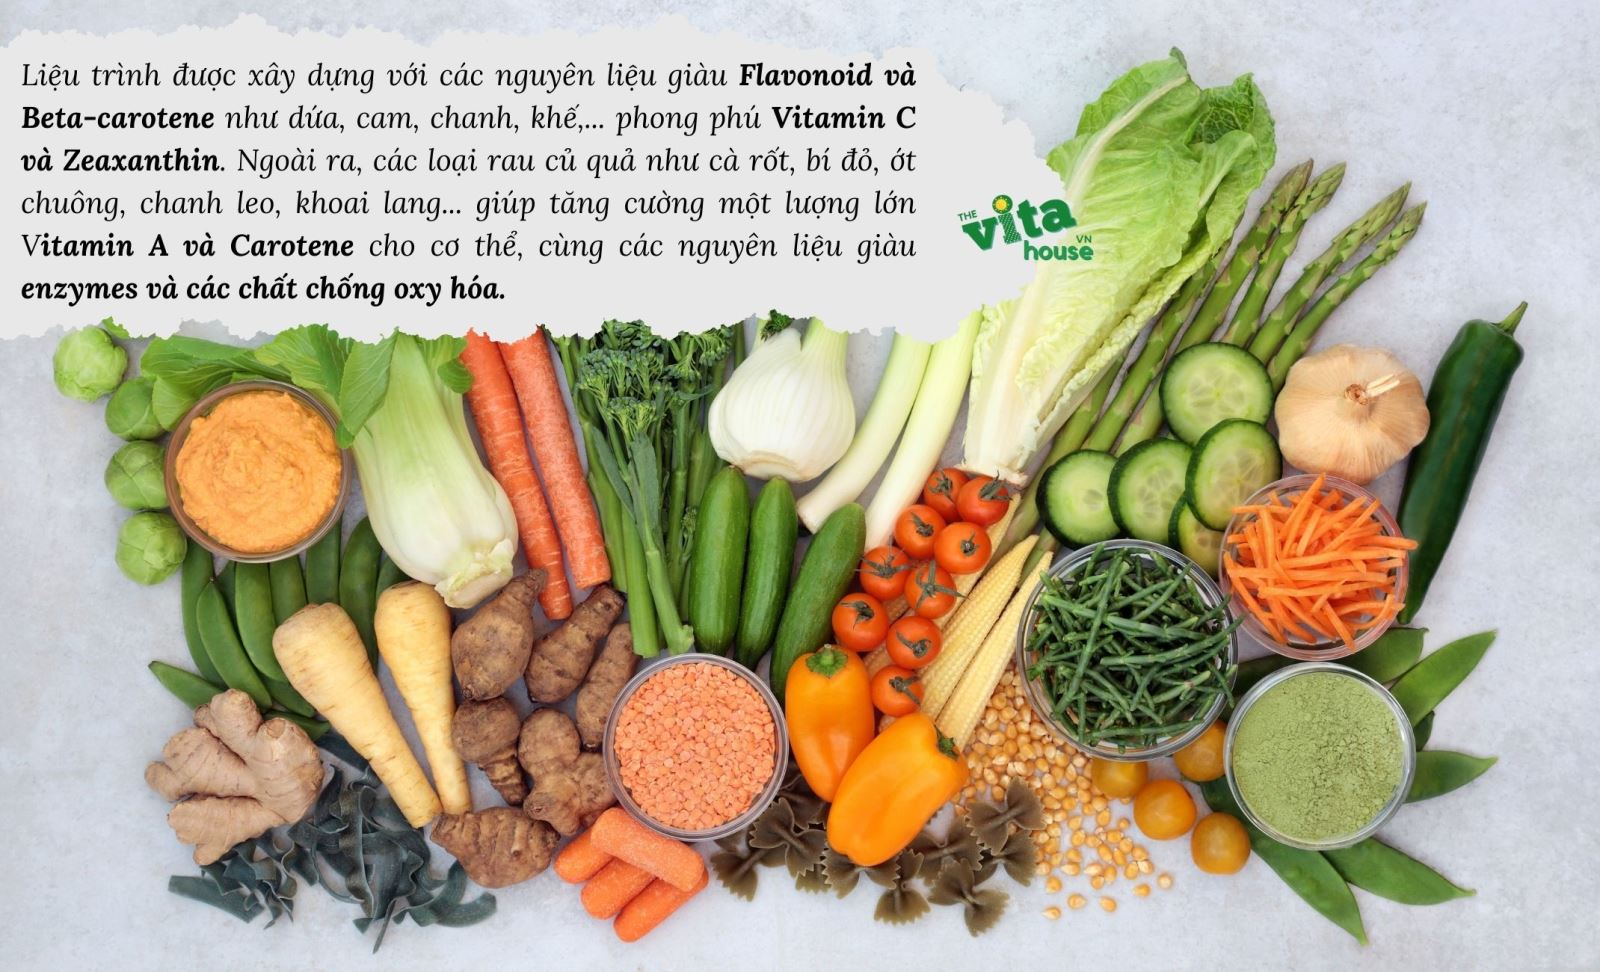 Liệu trình được xây dựng với các nguyên liệu giàu Flavonoid và
Beta-carotene như dứa, cam, chanh, khế,... phong phú Vitamin C
và Zeaxanthin. Ngoài ra, các loại rau củ quả như cà rốt, bí đỏ, ớt
chuông, chanh leo, khoai lang... giúp tăng cường một lượng lớn
Vitamin A và Carotene cho cơ thể, cùng các nguyên liệu giàu
enzymes và các chất chống oxy hóa.
THE
vita
VN
house